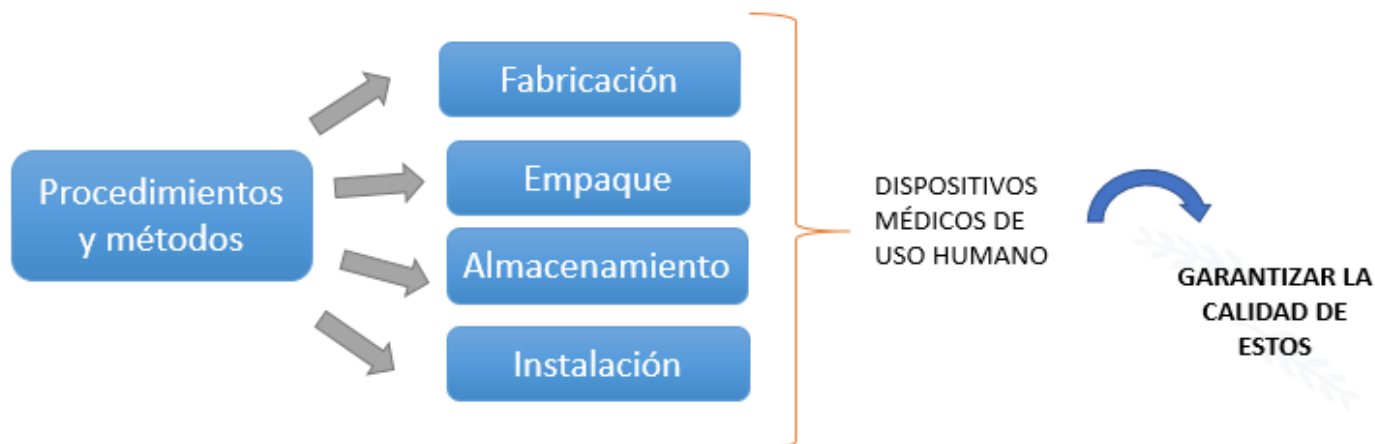 Procedimientos
y métodos
Fabricación
Empaque
Almacenamiento
Instalación
DISPOSITIVOS
MÉDICOS DE
USO HUMANO
GARANTIZAR LA
CALIDAD DE
ESTOS